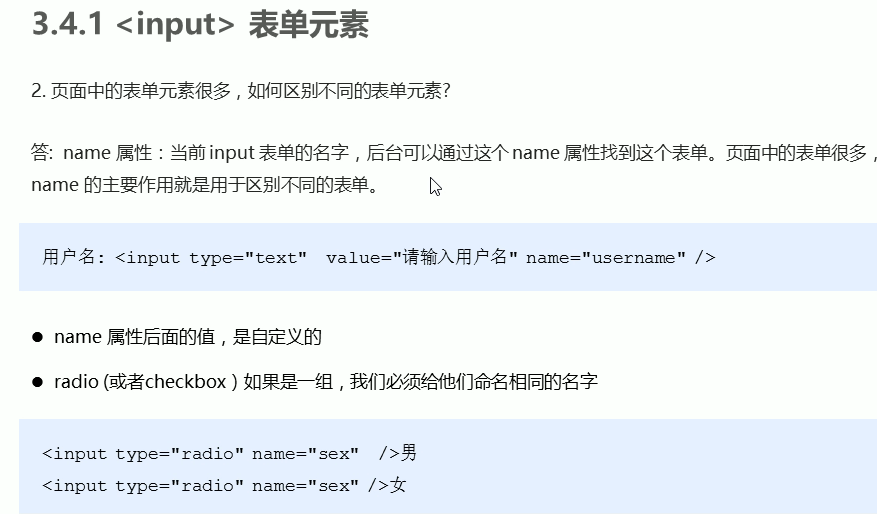 3.4.1 <input> 表单元素
2. 页面中的表单元素很多，如何区别不同的表单元素?
答: name 属性：当前 input 表单的名字，后台可以通过这个 name 属性找到这个表单。页面中的表单很多，
name 的主要作用就是用于区别不同的表单。
用户名: <input type="text" value="请输入用户名" name="username" />
● name 属性后面的值，是自定义的
● radio (或者checkbox）如果是一组，我们必须给他们命名相同的名字
<input type="radio" name="sex" />男
<input type="radio" name="sex" />女